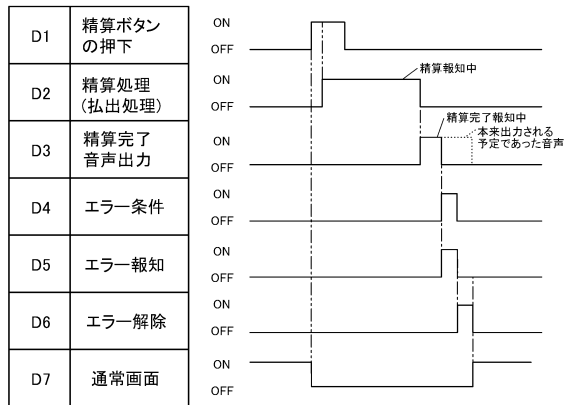 D1 精算ボタン
の押下 ON
OFF
D2 精算処理
(払出処理) ON
OFF
精算報知中
D3 精算完了
音声出力 ON
OFF
精算完了報知中
本来出力される
予定であった音声
D4 エラー条件 ON
OFF
D5 エラー報知 ON
OFF
D6 エラー解除 ON
OFF
D7 通常画面 ON
OFF